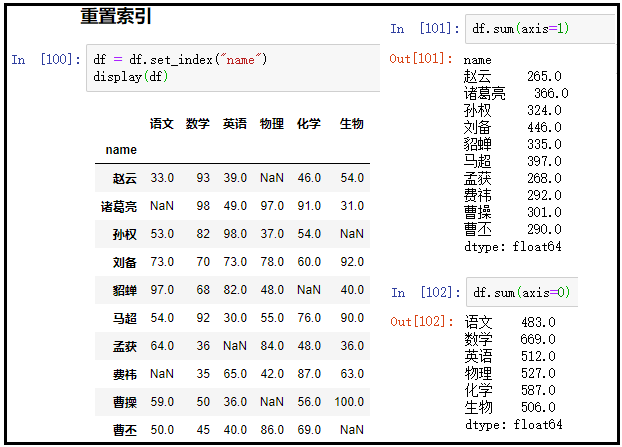 重置索引
In [100]: df = df.set_index("name")
display(df)
语文 数学 英语 物理 化学 生物
name
赵云 33.0 93 39.0 NaN 46.0 54.0
诸葛亮 NaN 98 49.0 97.0 91.0 31.0
孙权 53.0 82 98.0 37.0 54.0 NaN
刘备 73.0 70 73.0 78.0 60.0 92.0
貂蝉 97.0 68 82.0 48.0 NaN 40.0
马超 54.0 92 30.0 55.0 76.0 90.0
孟获 64.0 36 NaN 84.0 48.0 36.0
费祎 NaN 35 65.0 42.0 87.0 63.0
曹操 59.0 50 36.0 NaN 56.0 100.0
曹丕 50.0 45 40.0 86.0 69.0 NaN
In [101]: df.sum(axis=1)
Out[101]: name
赵云 265.0
诸葛亮 366.0
孙权 324.0
刘备 446.0
貂蝉 335.0
马超 397.0
孟获 268.0
费祎 292.0
曹操 301.0
曹丕 290.0
dtype: float64
In [102]: df.sum(axis=0)
Out[102]: 语文 483.0
数学 669.0
英语 512.0
物理 527.0
化学 587.0
生物 506.0
dtype: float64